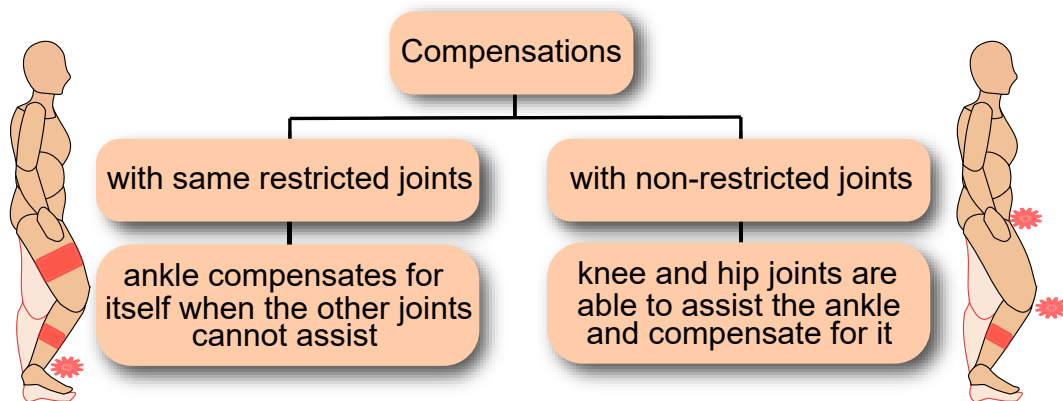 Compensations
with same restricted joints
with non-restricted joints
ankle compensates for
itself when the other joints
cannot assist
knee and hip joints are
able to assist the ankle
and compensate for it